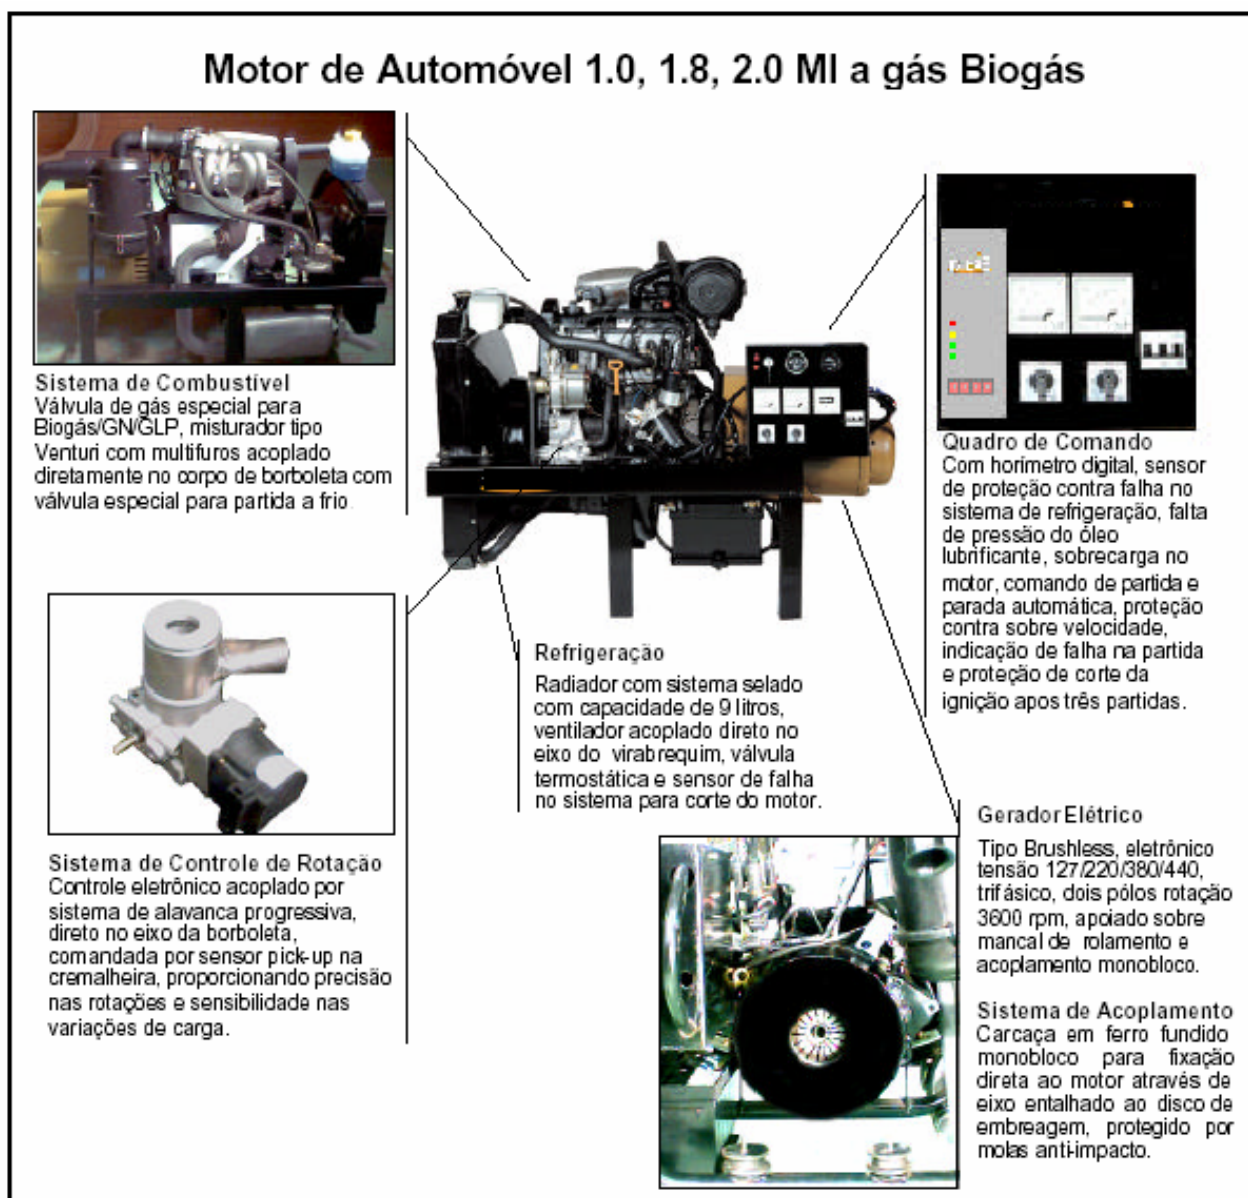 Motor de Automóvel 1.0, 1.8, 2.0 MI a gás Biogás
Sistema de Combustível
Válvula de gás especial para
Biogás/GN/GLP, misturador tipo
Venturi com multifuros acoplado
diretamente no corpo de borboleta com
válvula especial para partida a frio.
Quadro de Comando
Com horímetro digital, sensor
de proteção contra falha no
sistema de refrigeração, falta
de pressão do óleo
lubrificante, sobrecarga no
motor, comando de partida e
parada automática, proteção
contra sobre velocidade,
indicação de falha na partida
e proteção de corte da
ignição apos três partidas.
Refrigeração
Radiador com sistema selado
com capacidade de 9 litros,
ventilador acoplado direto no
eixo do virabrequim, válvula
termostática e sensor de falha
no sistema para corte do motor.
Sistema de Controle de Rotação
Controle eletrônico acoplado por
sistema de alavanca progressiva,
direto no eixo da borboleta,
comandada por sensor pick-up na
cremalheira, proporcionando precisão
nas rotações e sensibilidade nas
variações de carga.
Gerador Elétrico
Tipo Brushless, eletrônico
tensão 127/220/380/440,
trifásico, dois pólos rotação
3600 rpm, apoiado sobre
mancal de rolamento e
acoplamento monobloco.
Sistema de Acoplamento
Carcaça em ferro fundido
monobloco para fixação
direta ao motor através de
eixo entalhado ao disco de
embreagem, protegido por
molas anti-impacto.